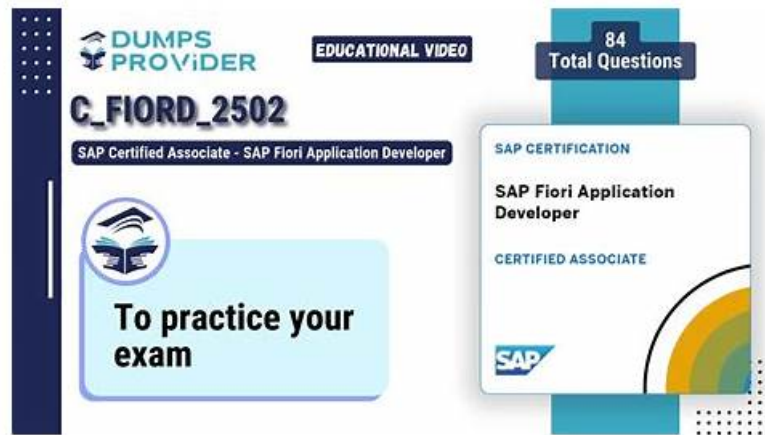 DUMPS
PROViDER
EDUCATIONAL VIDEO
84
Total Questions
C_FIORD_2502
SAP Certified Associate - SAP Fiori Application Developer
SAP CERTIFICATION
SAP Fiori Application
Developer
CERTIFIED ASSOCIATE
To practice your
exam
SAP